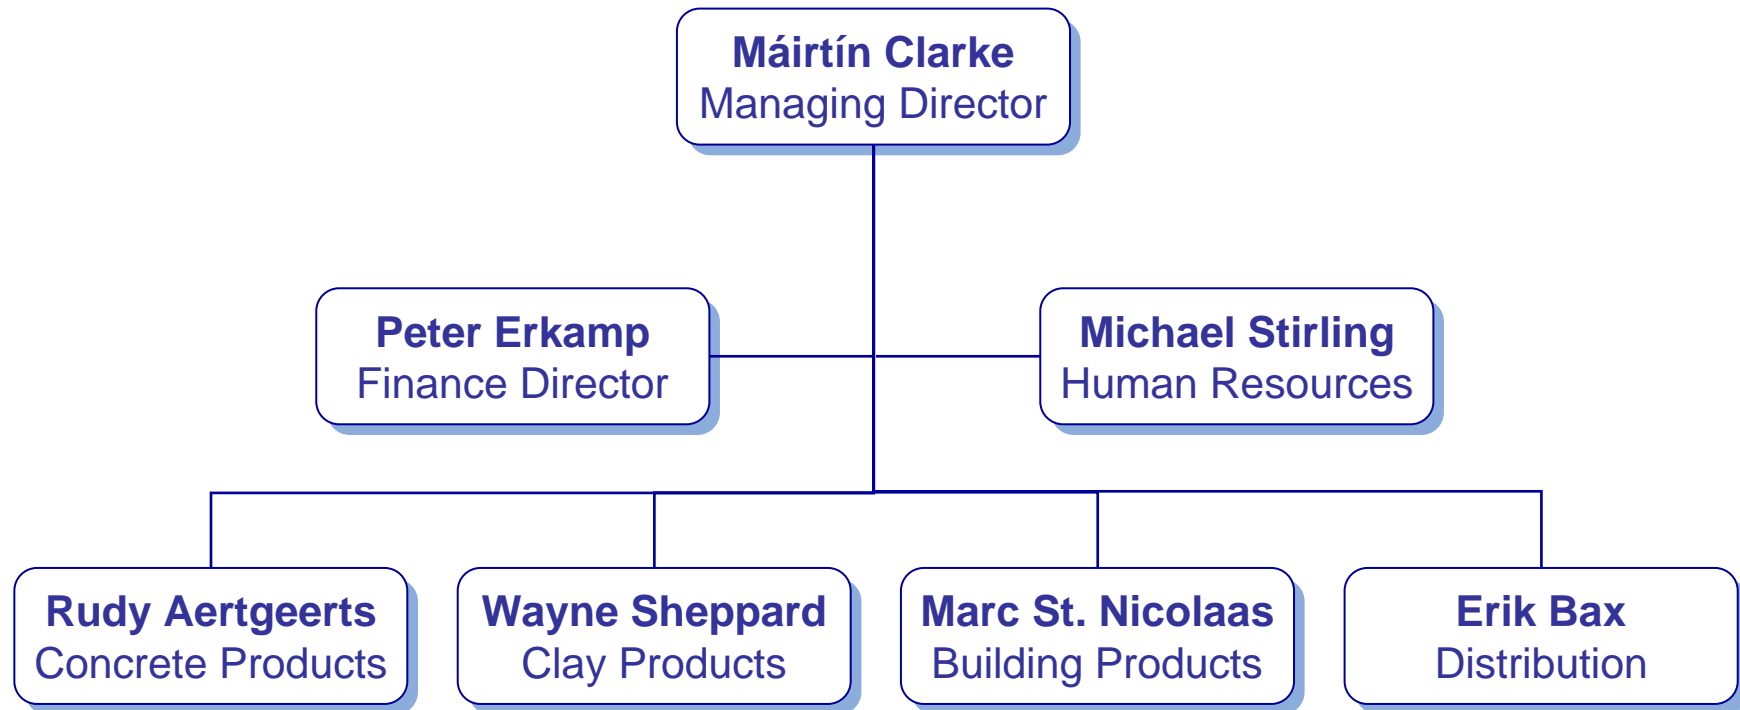 Máirtín Clarke
Managing Director
Peter Erkamp
Finance Director
Michael Stirling
Human Resources
Rudy Aertgeerts
Concrete Products
Wayne Sheppard
Clay Products
Marc St. Nicolaas
Building Products
Erik Bax
Distribution